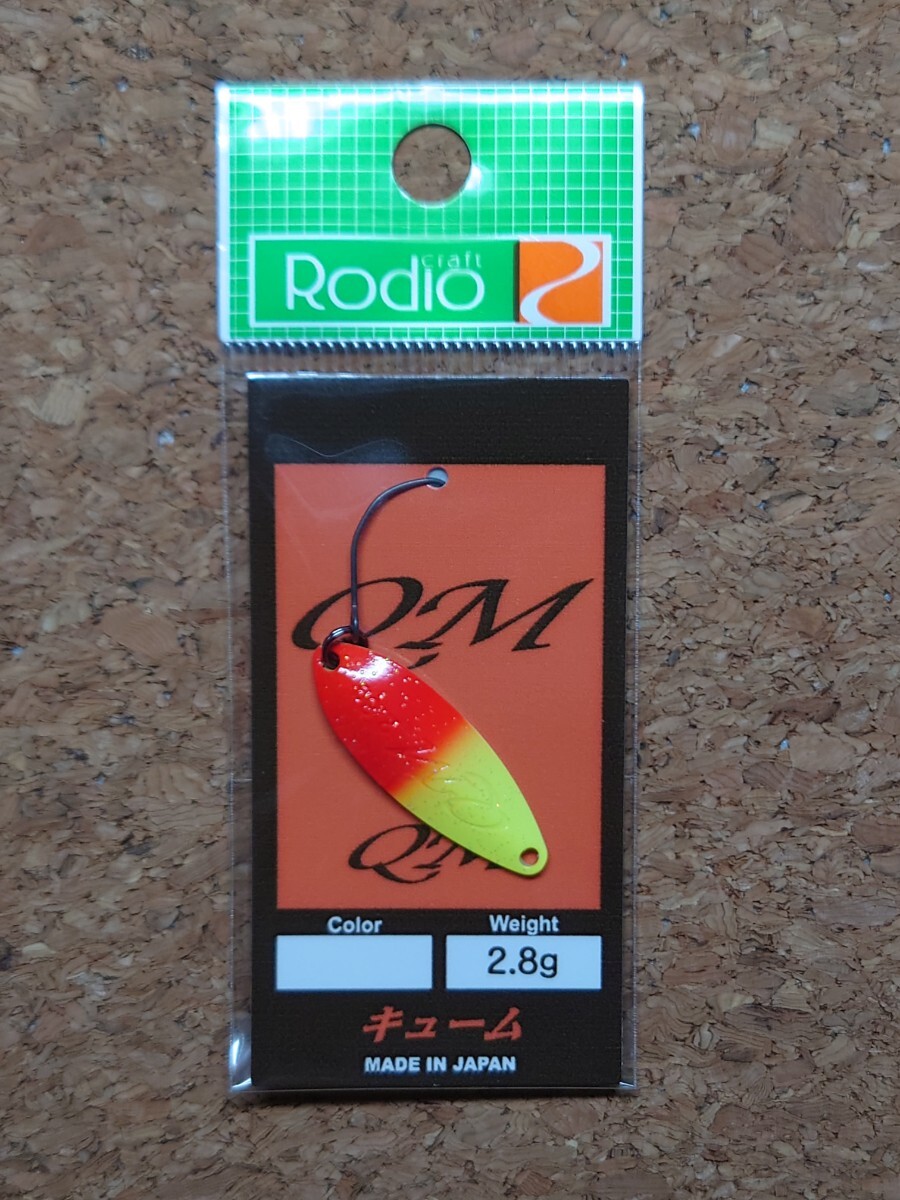 craft
Rodio
QM
QM
Color Weight
2.8g
キューム
MADE IN JAPAN